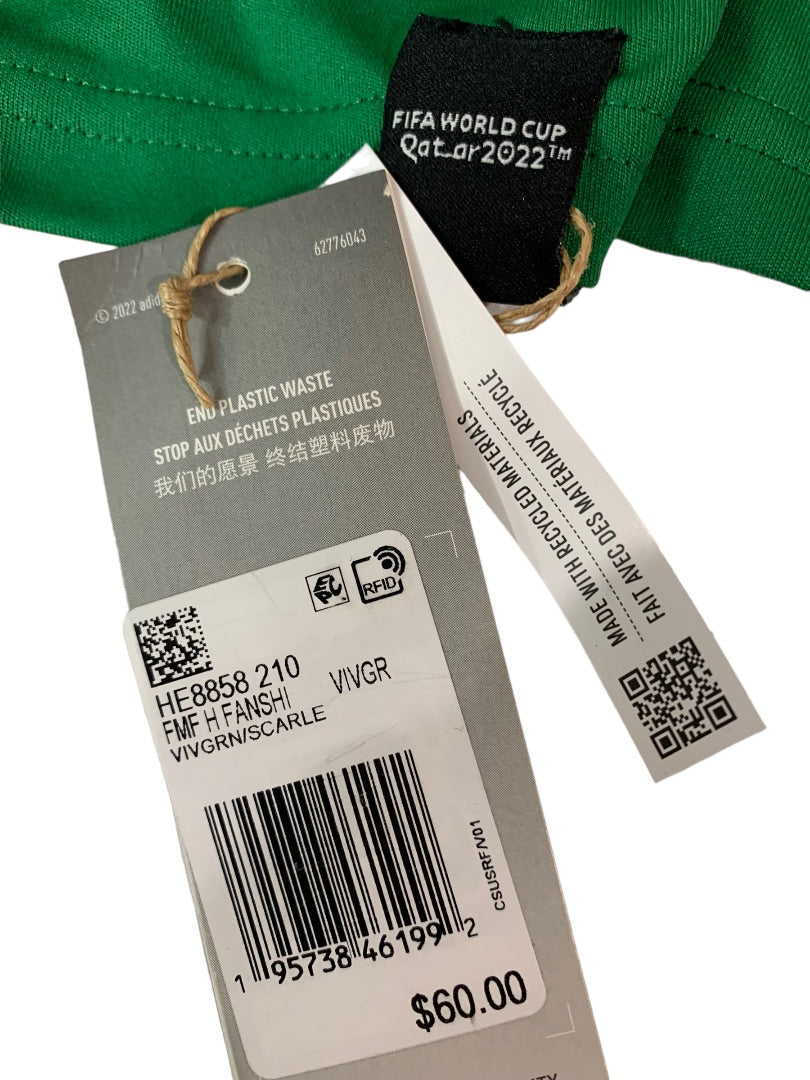 FIFA WORLD CUP
Qatar2022™
62776043
© 2022 adid
END PLASTIC WASTE
STOP AUX DÉCHETS PLASTIQUES
我们的愿景 终结塑料废物
MADE WITH RECYCLED MATERIALS
FAIT AVEC DES MATÉRIAUX RECYCLÉ
EPC
RFID
HE8858 210
FMF H FANSHI VIVGR
VIVGRN/SCARLE
CSUSRF/V01
1 95738 46199 2
$60.00